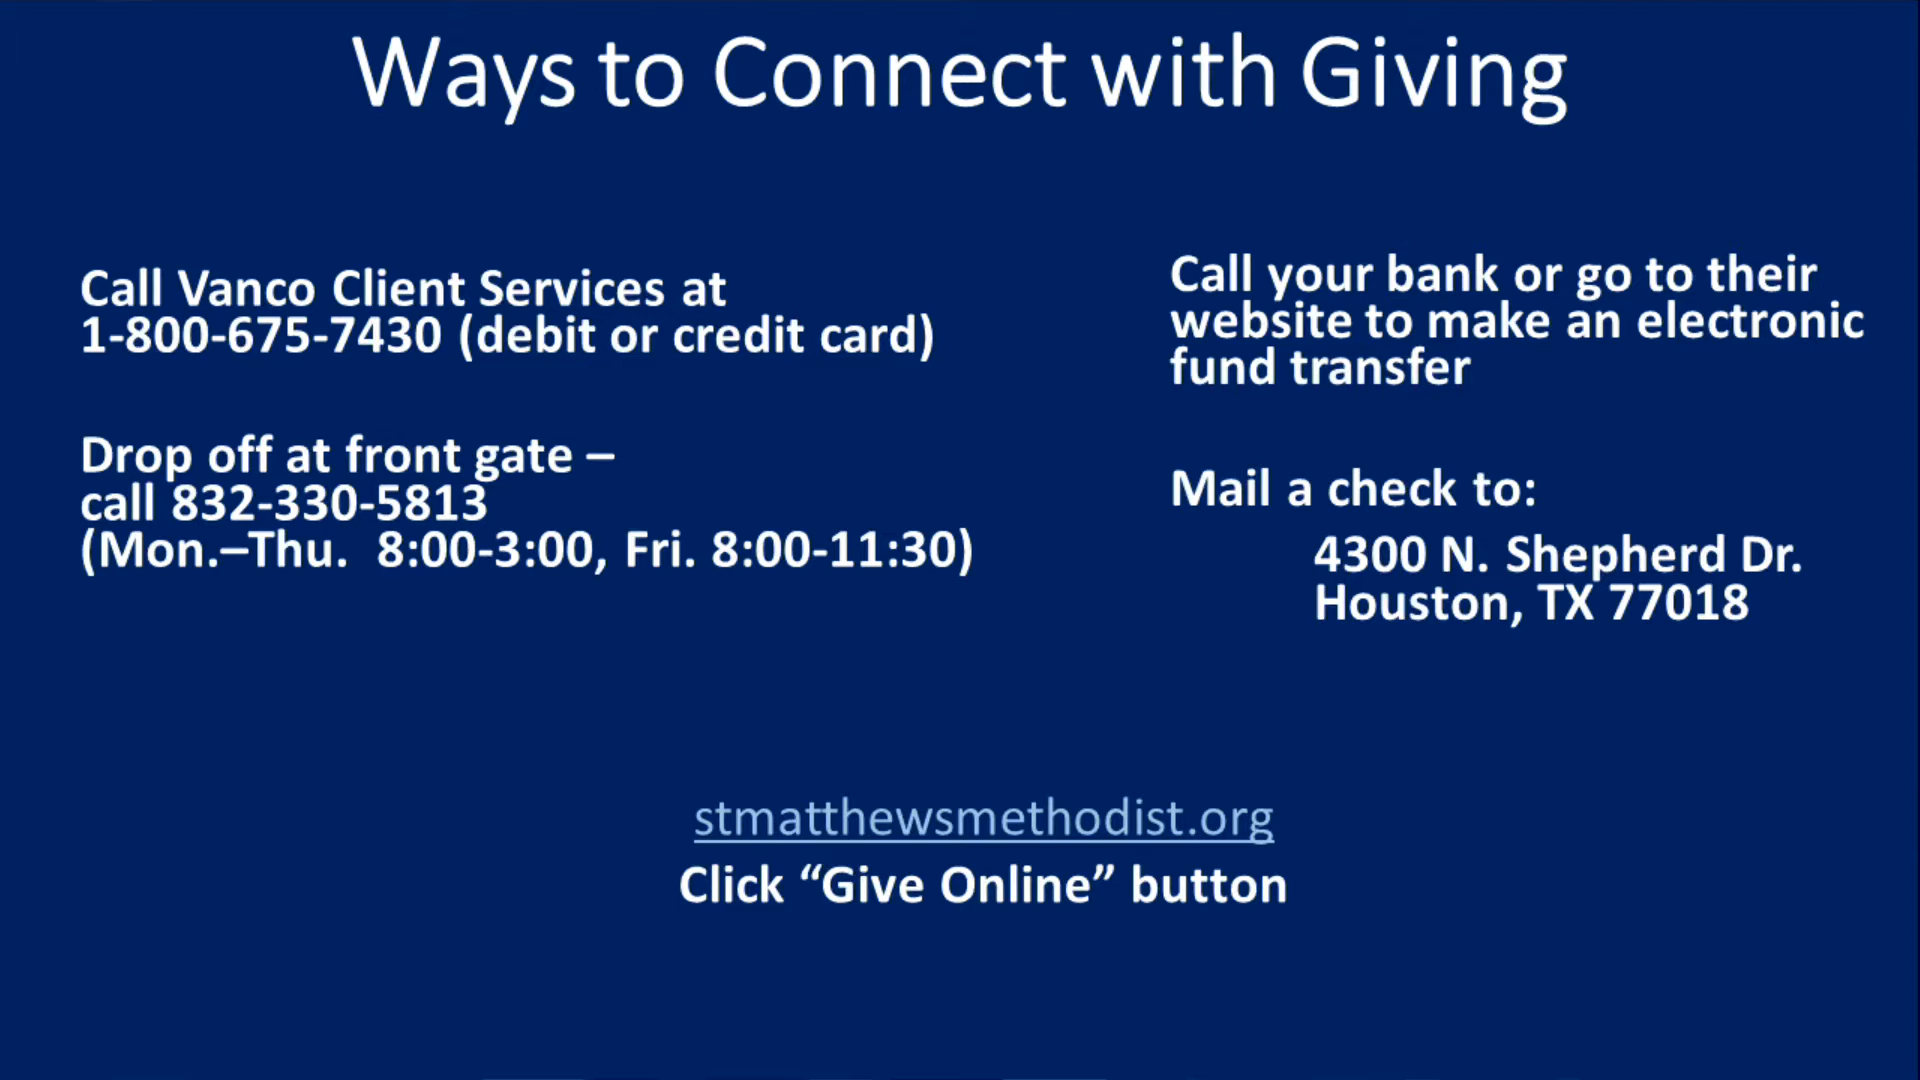 Ways to Connect with Giving
Call Vanco Client Services at
1-800-675-7430 (debit or credit card)
Drop off at front gate –
call 832-330-5813
(Mon.–Thu.  8:00-3:00, Fri. 8:00-11:30)
Call your bank or go to their
website to make an electronic
fund transfer
Mail a check to:
4300 N. Shepherd Dr.
Houston, TX 77018
stmatthewsmethodist.org
Click “Give Online” button